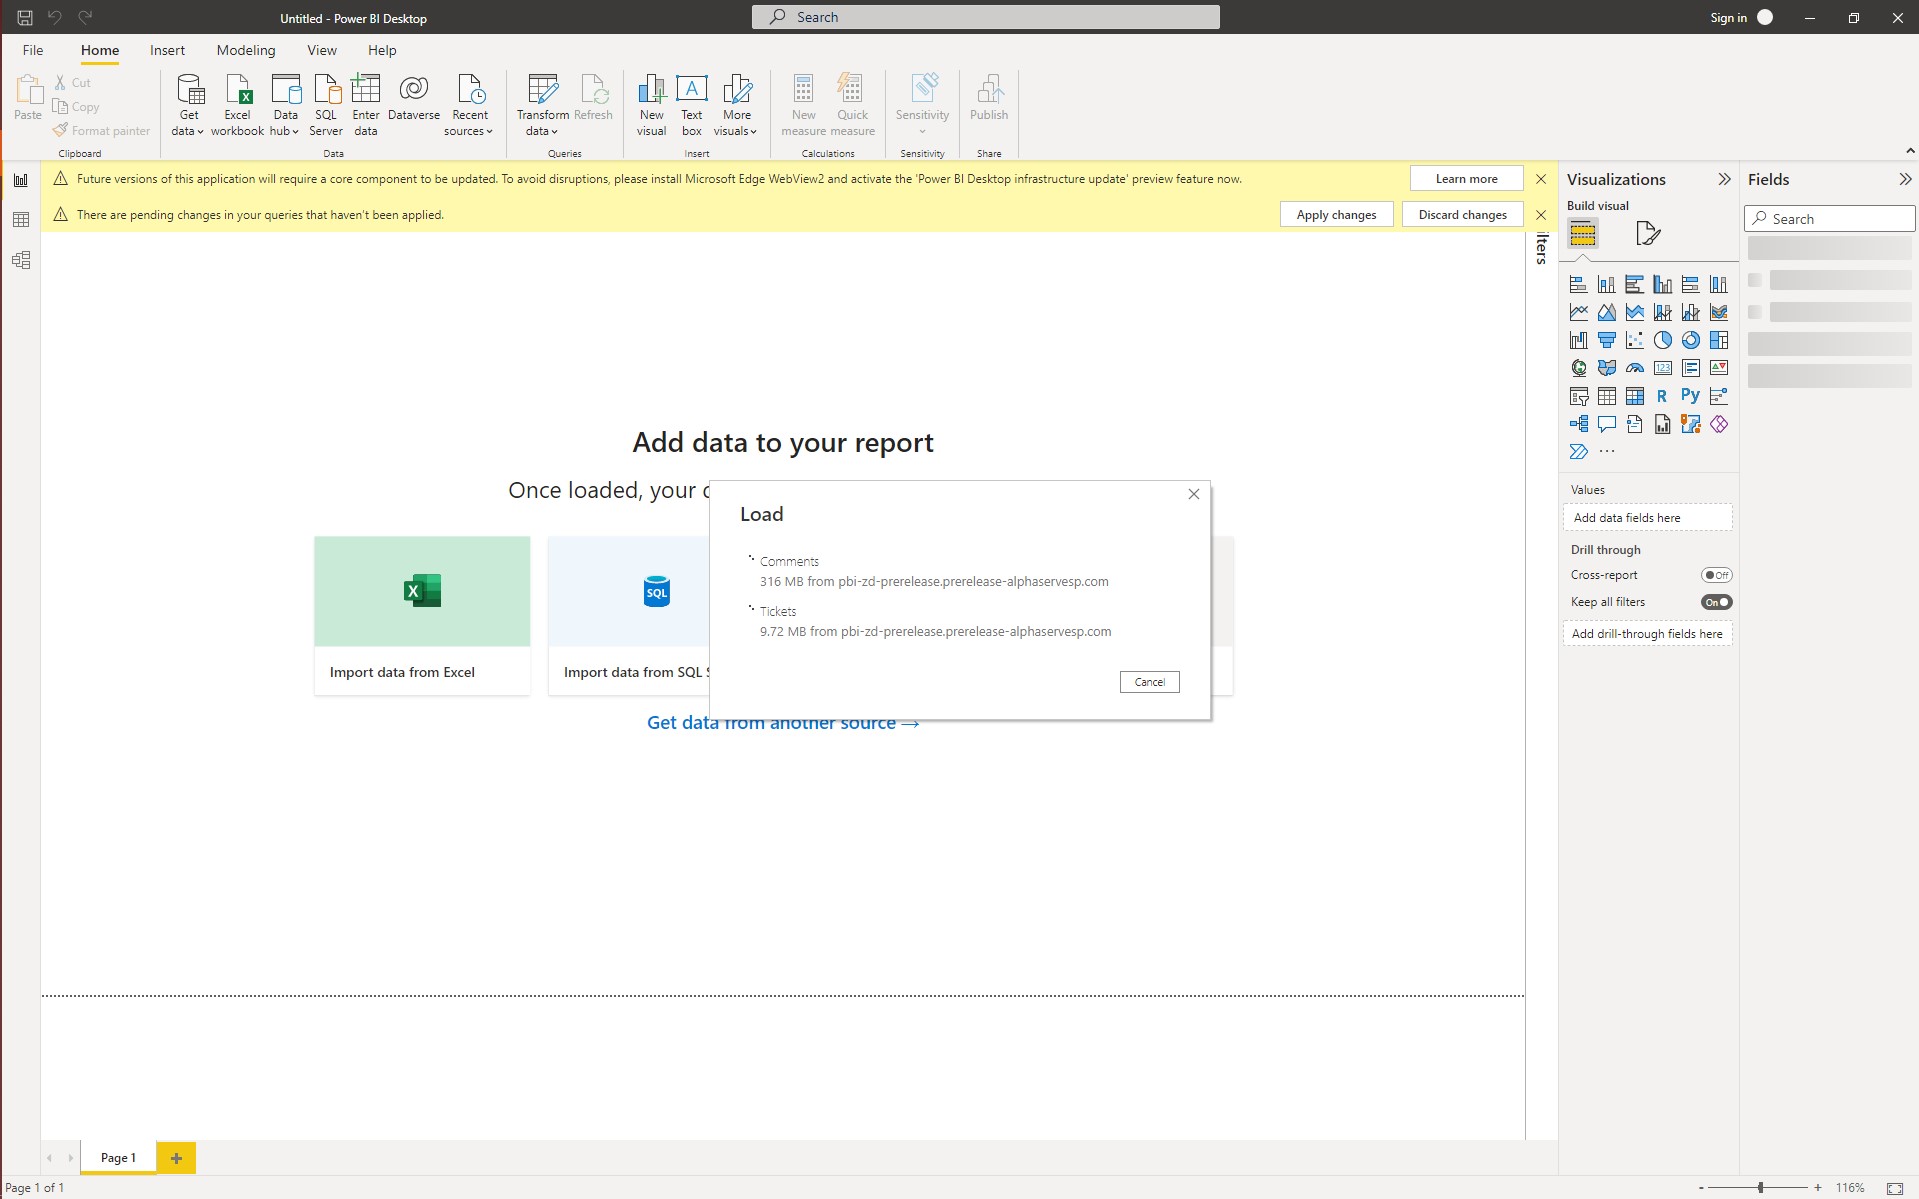 Untitled - Power BI Desktop
Search
Sign in
File
Home
Insert
Modeling
View
Help
Paste
Cut
Copy
Format painter
Clipboard
Get data
Excel workbook
Data hub
SQL Server
Enter data
Dataverse
Recent sources
Data
Transform data
Refresh
Queries
New visual
Text box
More visuals
Insert
New measure
Quick measure
Calculations
Sensitivity
Sensitivity
Publish
Share
Future versions of this application will require a core component to be updated. To avoid disruptions, please install Microsoft Edge WebView2 and activate the 'Power BI Desktop infrastructure update' preview feature now.
Learn more
There are pending changes in your queries that haven't been applied.
Apply changes
Discard changes
Add data to your report
Once loaded, your
X
Import data from Excel
SQL
Import data from SQL
Get data from another source →
Load
Comments
316 MB from pbi-zd-prerelease.prerelease-alphaservesp.com
Tickets
9.72 MB from pbi-zd-prerelease.prerelease-alphaservesp.com
Cancel
Visualizations
Build visual
123
R
Py
Values
Add data fields here
Drill through
Cross-report
Off
Keep all filters
On
Add drill-through fields here
Fields
Search
Page 1
Page 1 of 1
- + 116%